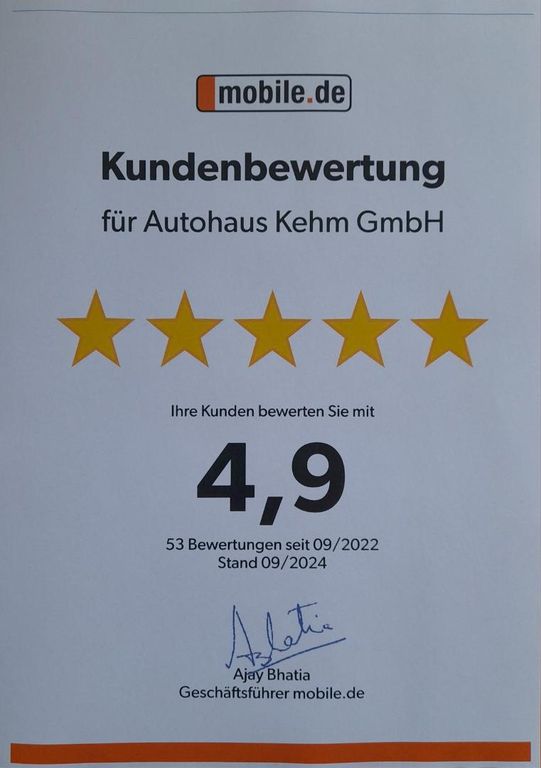 mobile.de
Kundenbewertung
für Autohaus Kehm GmbH
Ihre Kunden bewerten Sie mit
4,9
53 Bewertungen seit 09/2022
Stand 09/2024
ABhatia
Ajay Bhatia
Geschäftsführer mobile.de